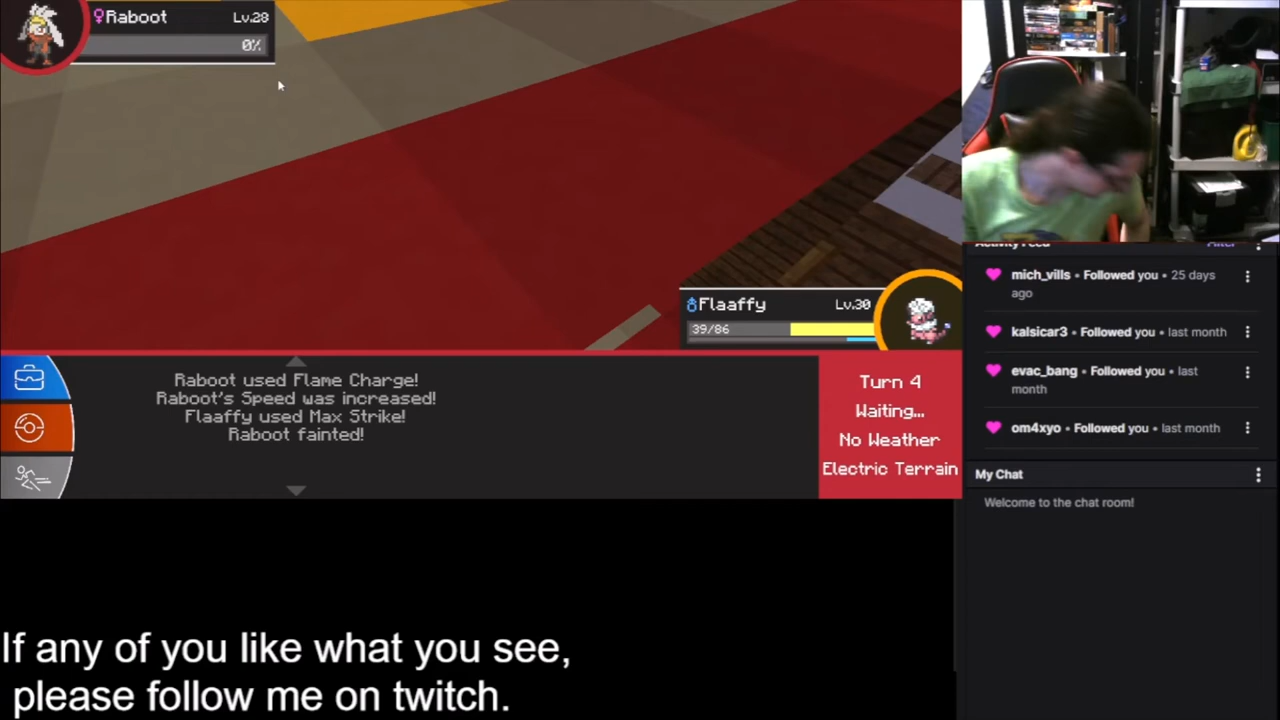 ♀Raboot Lv.28
0%
♂Flaaffy Lv.30
39/86
Raboot used Flame Charge!
Raboot's Speed was increased!
Flaaffy used Max Strike!
Raboot fainted!
Turn 4
Waiting...
No Weather
Electric Terrain
Activity Feed Filter
mich_vills • Followed you • 25 days
ago
kalsicar3 • Followed you • last month
evac_bang • Followed you • last
month
om4xyo • Followed you • last month
My Chat
Welcome to the chat room!
If any of you like what you see,
please follow me on twitch.